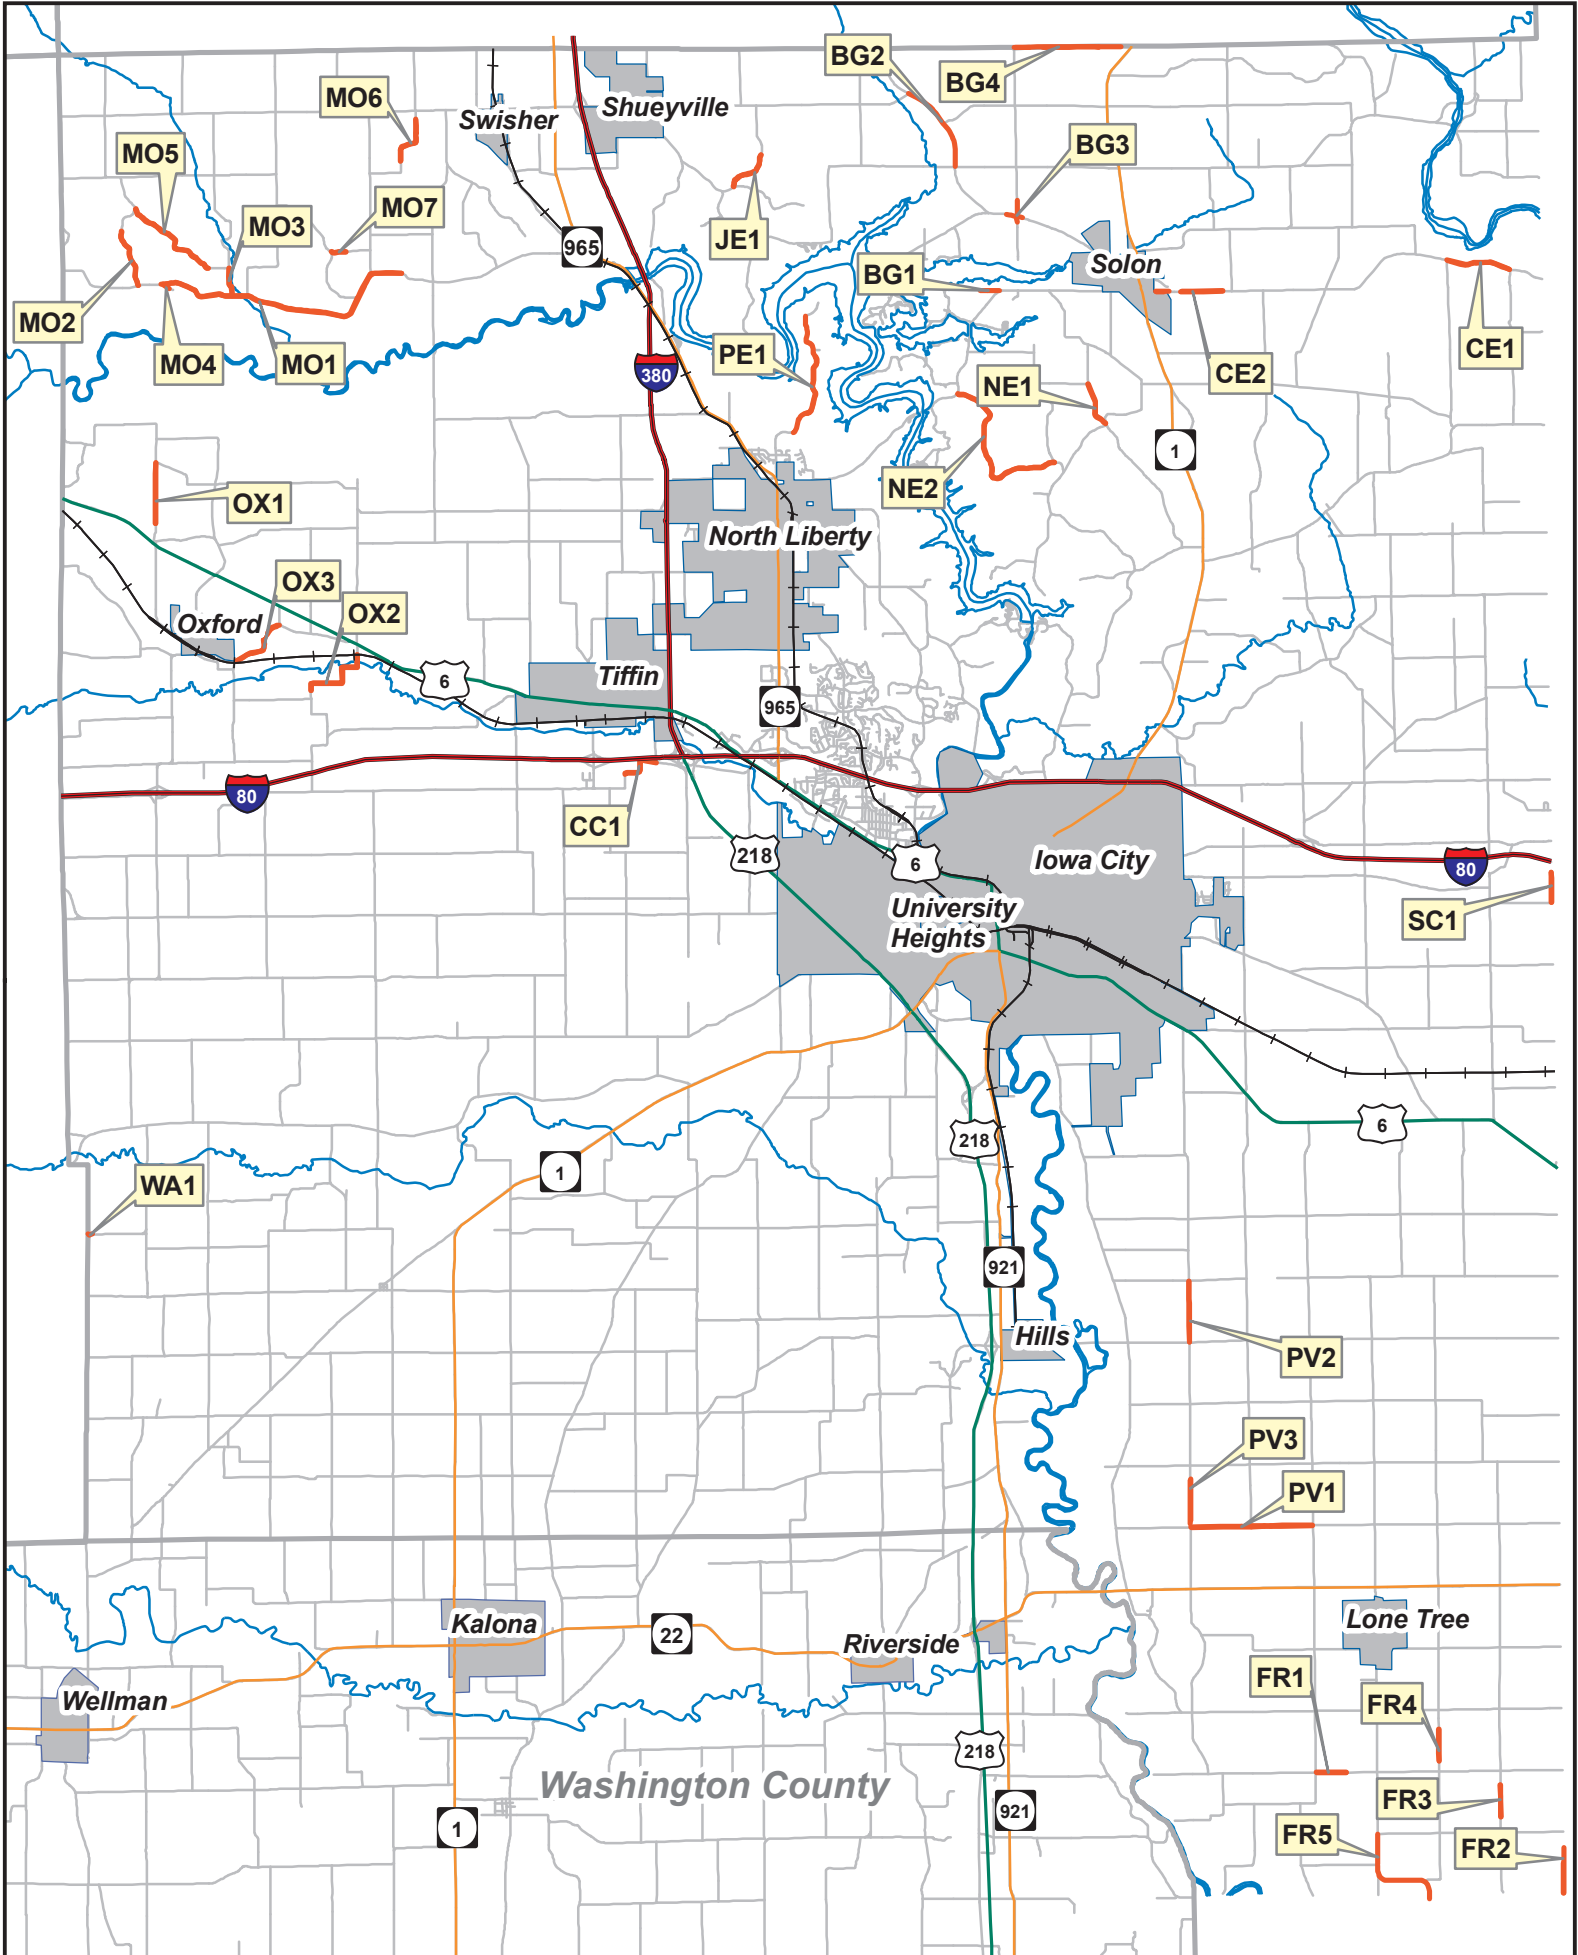 BG2
BG4
MO6
Shueyville
Swisher
BG3
MO5
MO7
MO3
JE1
965
Solon
BG1
MO2
CE1
PE1
MO4
MO1
380
CE2
NE1
1
NE2
OX1
North Liberty
OX3
OX2
Oxford
Tiffin
6
965
80
CC1
218
6
Iowa City
80
University
Heights
SC1
6
218
1
WA1
921
Hills
PV2
PV3
PV1
Kalona
22
Riverside
Lone Tree
FR1
Wellman
FR4
218
Washington County
FR3
921
1
FR5
FR2